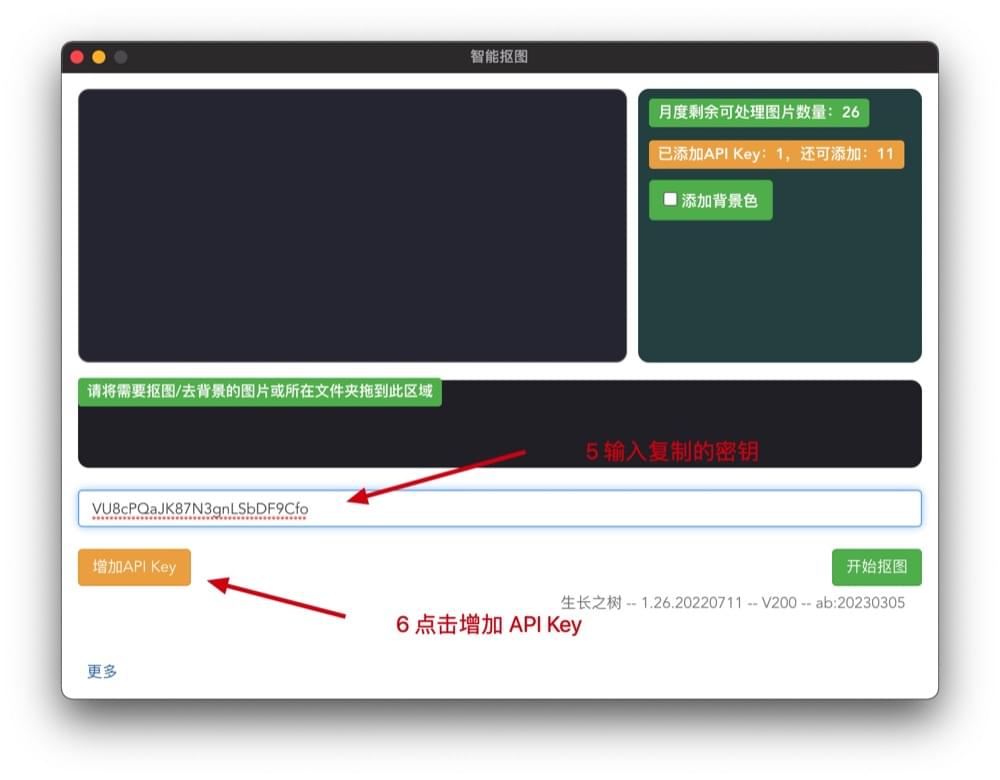 智能抠图
月度剩余可处理图片数量：26
已添加API Key：1，还可添加：11
添加背景色
请将需要抠图/去背景的图片或所在文件夹拖到此区域
5 输入复制的密钥
VU8cPQaJK87N3gnLSbDF9Cfo
增加API Key
开始抠图
生长之树 -- 1.26.20220711 -- V200 -- ab:20230305
6 点击增加 API Key
更多